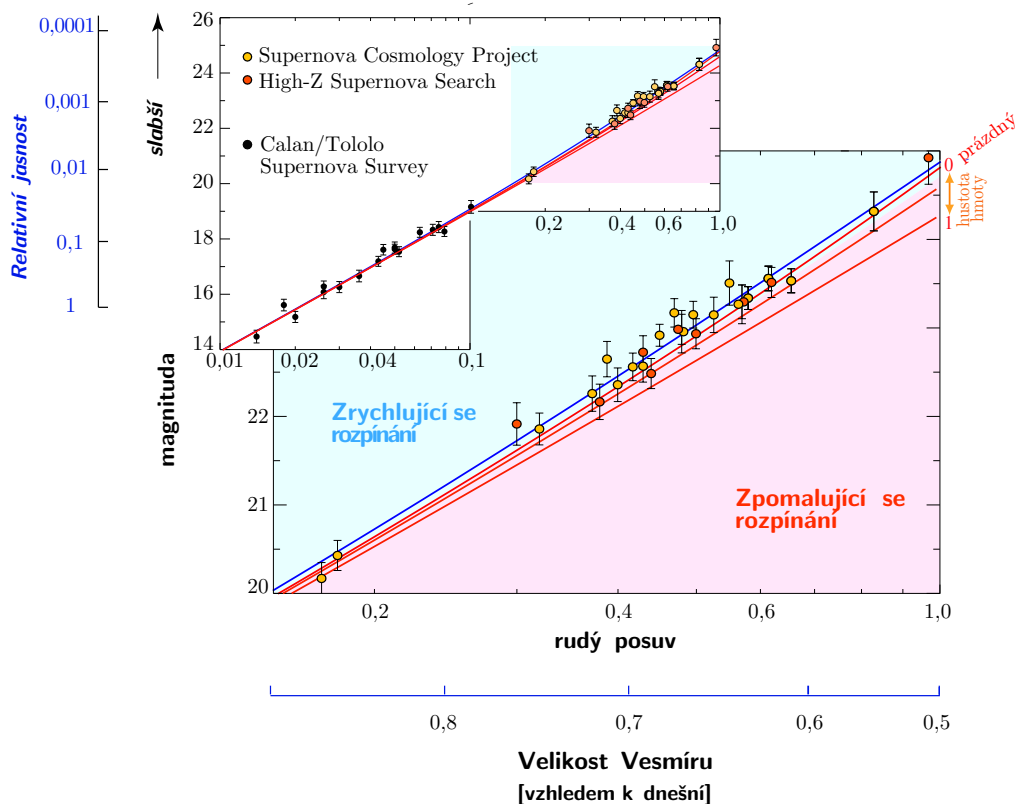 0,0001
0,001
0,01
0,1
1
Relativní jasnost
slabší
26
24
22
20
18
16
14
Supernova Cosmology Project
High-Z Supernova Search
Calan/Tololo
Supernova Survey
0,01
0,02
0,04
0,1
0,2
0,4
0,6
1,0
magnituda
22
21
20
0 prázdný
1
hustota
hmoty
Zrychlující se
rozpínání
Zpomalující se
rozpínání
0,2
0,4
0,6
1,0
rudý posuv
0,8
0,7
0,6
0,5
Velikost Vesmíru
[vzhledem k dnešní]